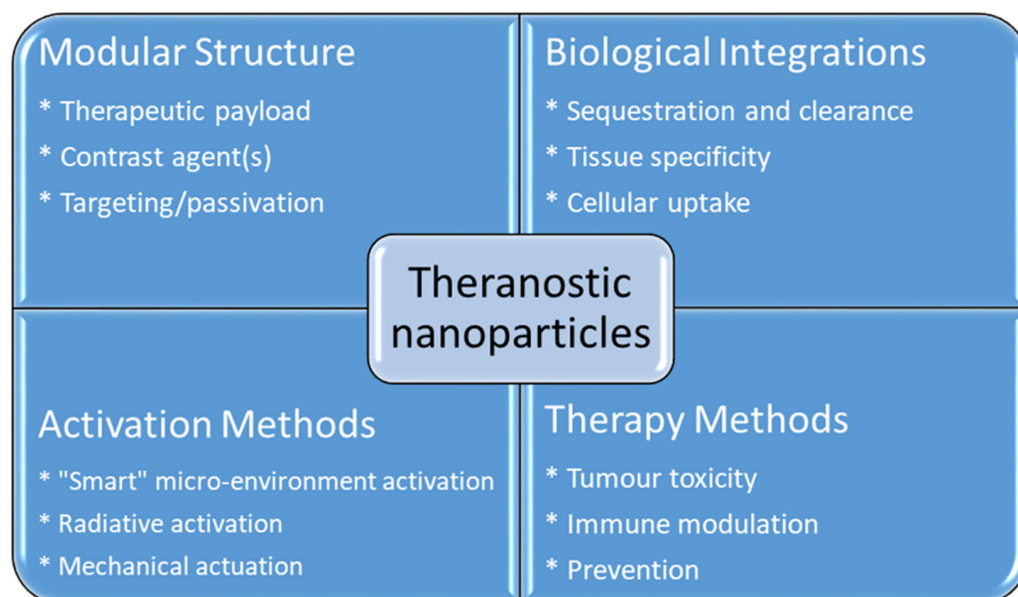 Modular Structure
* Therapeutic payload
* Contrast agent(s)
* Targeting/passivation
Biological Integrations
* Sequestration and clearance
* Tissue specificity
* Cellular uptake
Theranostic
nanoparticles
Activation Methods
* "Smart" micro-environment activation
* Radiative activation
* Mechanical actuation
Therapy Methods
* Tumour toxicity
* Immune modulation
* Prevention